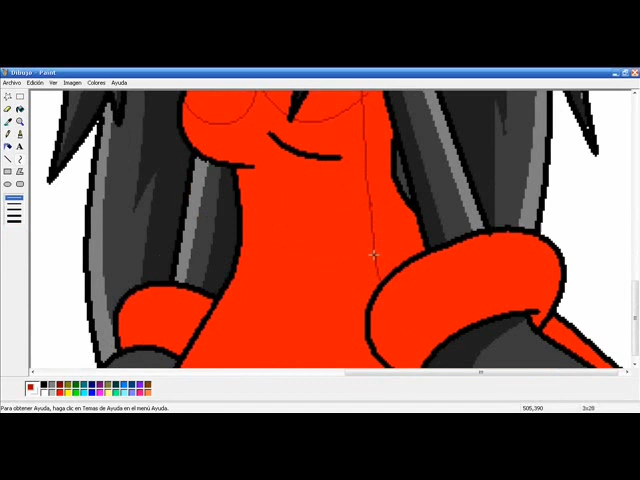 Dibujo - Paint
Archivo Edición Ver Imagen Colores Ayuda
A
Para obtener Ayuda, haga clic en Temas de Ayuda en el menú Ayuda.
505,390
3x28